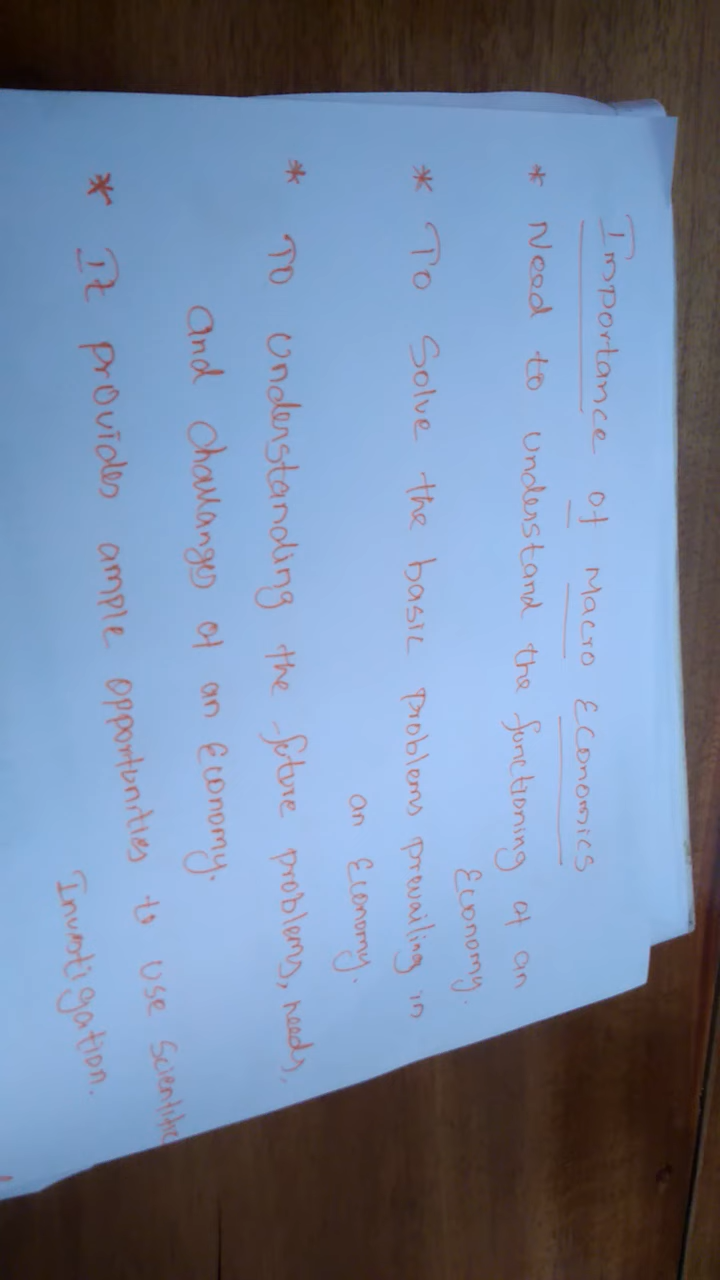 Importance of Macro Economics
* Need to understand the functioning of an
Economy.
* To Solve the basic problems prevailing in
an Economy.
* To understanding the future problems, needs,
and challanges of an Economy.
* It provides ample opportunities to use Scientific
Investigation.